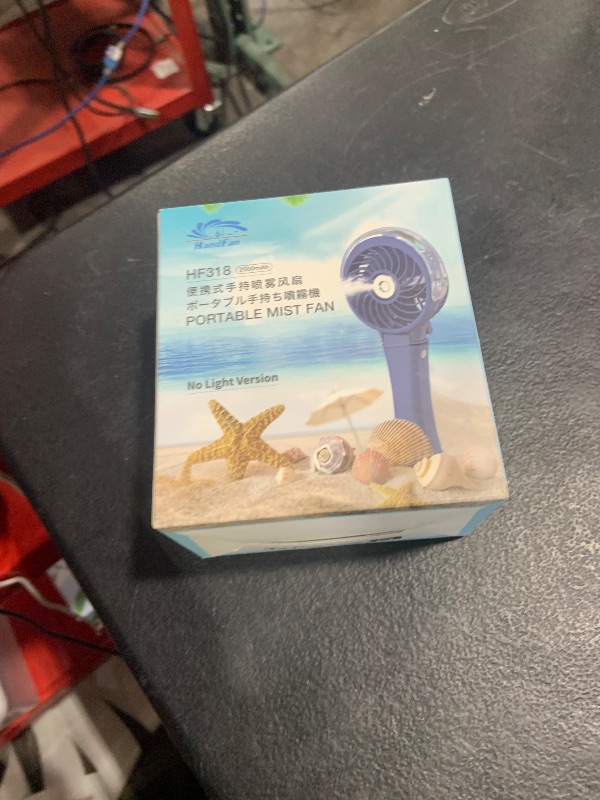 HandFan
HF318 2000mAh
便携式手持喷雾风扇
ポータブル手持ち噴霧機
PORTABLE MIST FAN
No Light Version